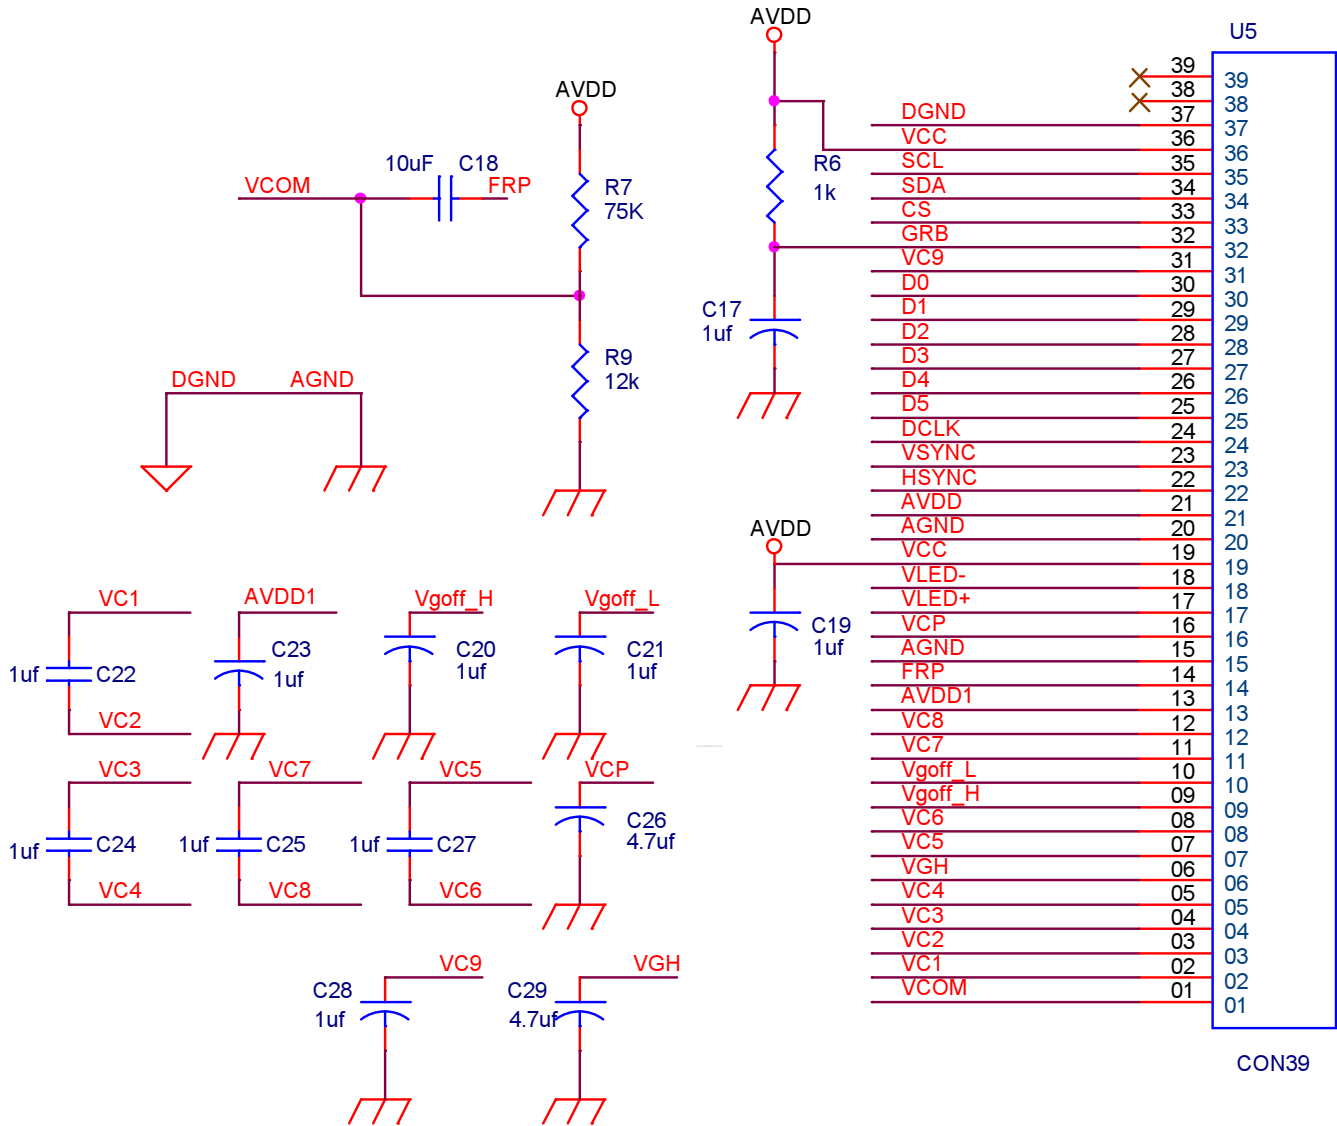 AVDD
U5
AVDD
10uF C18
VCOM
FRP
R7
75K
R6
1k
C17
1uf
R9
12k
DGND AGND
AVDD
C19
1uf
VC1
1uf C22
VC2
AVDD1
C23
1uf
Vgoff_H
C20
1uf
Vgoff_L
C21
1uf
VC3
1uf C24
VC4
VC7
1uf C25
VC8
VC5
1uf C27
VC6
VCP
C26
4.7uf
VC9
C28
1uf
VGH
C29
4.7uf
39 39
38 38
DGND 37 37
VCC 36 36
SCL 35 35
SDA 34 34
CS 33 33
GRB 32 32
VC9 31 31
D0 30 30
D1 29 29
D2 28 28
D3 27 27
D4 26 26
D5 25 25
DCLK 24 24
VSYNC 23 23
HSYNC 22 22
AVDD 21 21
AGND 20 20
VCC 19 19
VLED- 18 18
VLED+ 17 17
VCP 16 16
AGND 15 15
FRP 14 14
AVDD1 13 13
VC8 12 12
VC7 11 11
Vgoff_L 10 10
Vgoff_H 09 09
VC6 08 08
VC5 07 07
VGH 06 06
VC4 05 05
VC3 04 04
VC2 03 03
VC1 02 02
VCOM 01 01
CON39